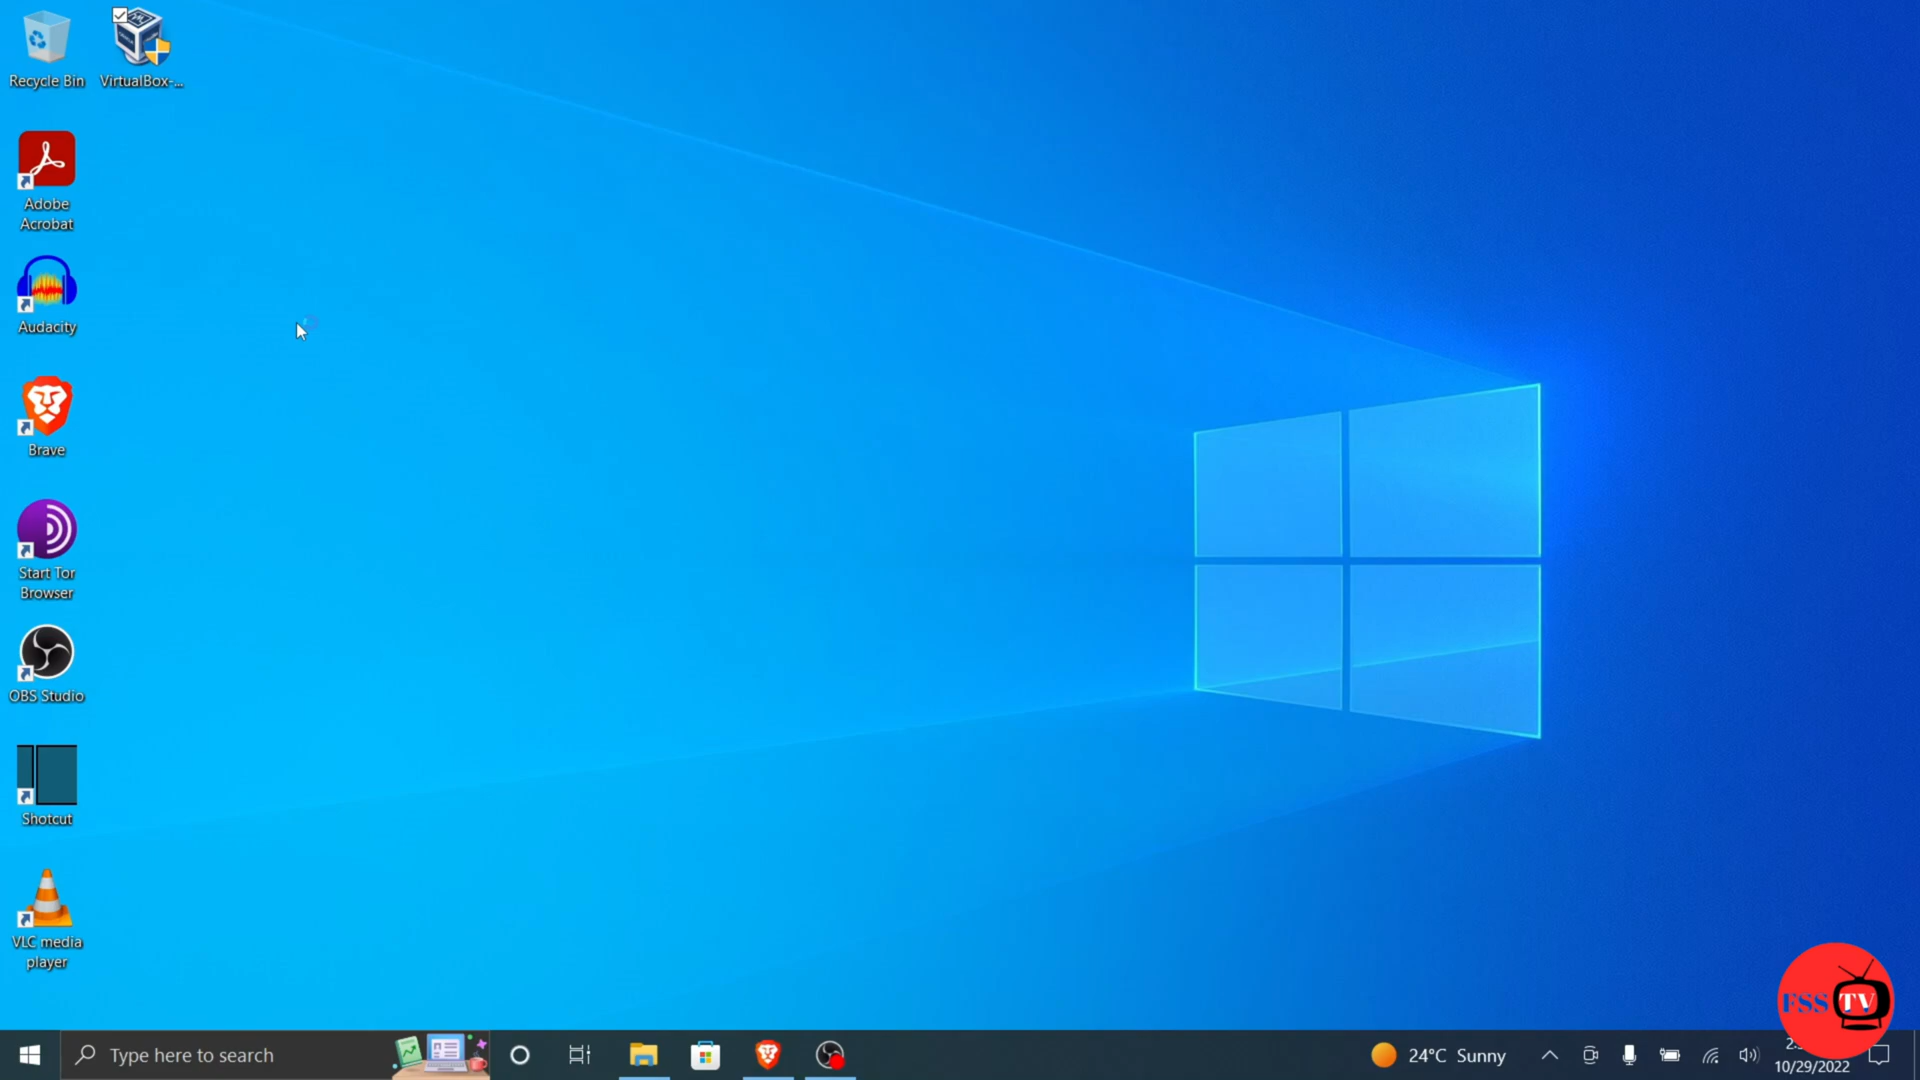 Recycle Bin
VirtualBox-...
Adobe
Acrobat
Audacity
Brave
Start Tor
Browser
OBS Studio
Shotcut
VLC media
player
FSS TV
Type here to search
24°C Sunny
10/29/2022